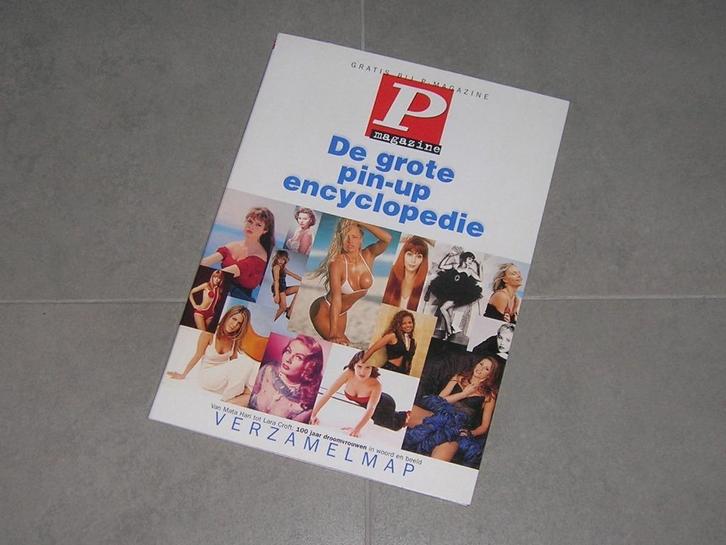 GRATIS BIJ P-MAGAZINE
P
magazine
De grote
pin-up
encyclopedie
Van Mata Hari tot Lara Croft: 100 jaar droomvrouwen in woord en beeld
VERZAMELMAP